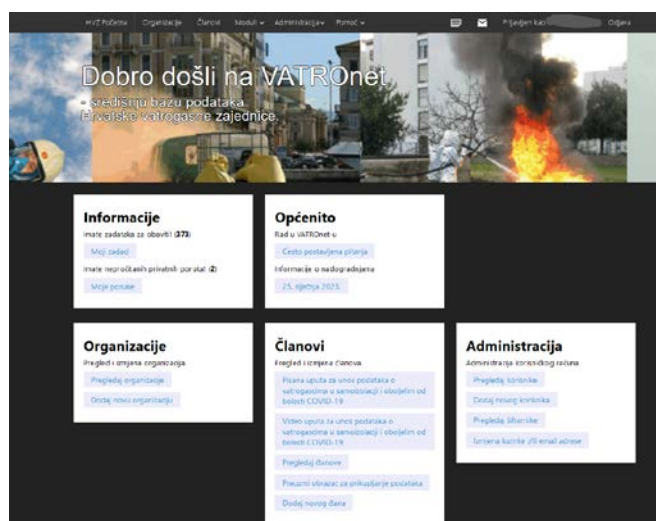 HVZ Početna Organizacije Članovi Moduli Administracija Pomoć Prijavljen kao Odjava
Dobro došli na VATROnet
- središnju bazu podataka
Hrvatske vatrogasne zajednice.
Informacije
Imate zadataka za obaviti! (373)
Moji zadaci
Imate nepročitanih privatnih poruka! (2)
Moje poruke
Općenito
Rad u VATROnet-u
Često postavljena pitanja
Informacije o nadogradnjama
25. siječnja 2023.
Organizacije
Pregled i izmjena organizacija
Pregledaj organizacije
Dodaj novu organizaciju
Članovi
Pregled i izmjena članova
Pisana uputa za unos podataka o
vatrogascima u samoizolaciji i oboljelim od
bolesti COVID-19
Video uputa za unos podataka o
vatrogascima u samoizolaciji i oboljelim od
bolesti COVID-19
Pregledaj članove
Preuzmi obrazac za prikupljanje podataka
Dodaj novog člana
Administracija
Administracija korisničkog računa
Pregledaj korisnike
Dodaj novog korisnika
Pregledaj šifarnike
Izmjena lozinke i/ili email adrese